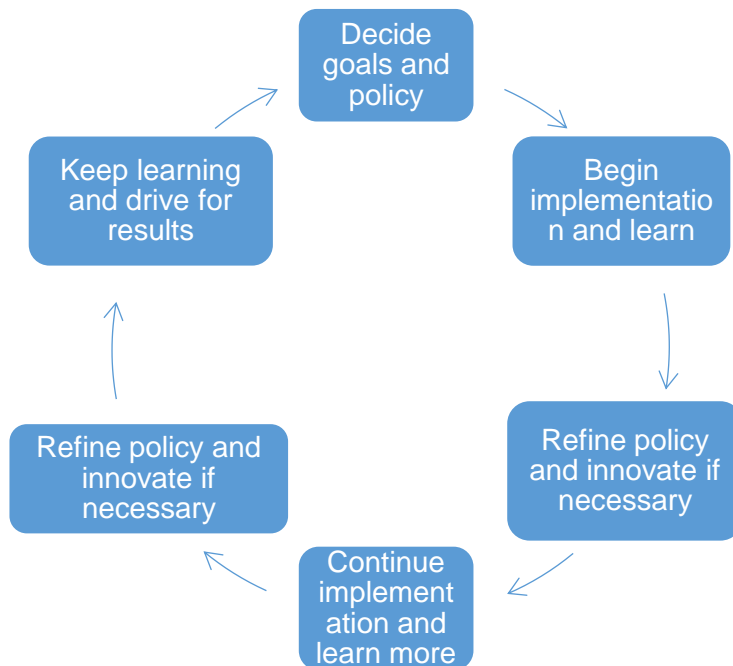 Decide
goals and
policy
Begin
implementatio
n and learn
Refine policy
and innovate if
necessary
Continue
implement
ation and
learn more
Refine policy and
innovate if
necessary
Keep learning
and drive for
results